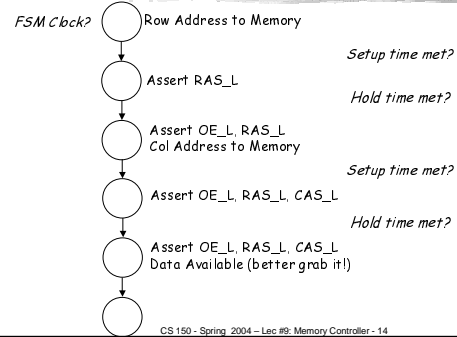 FSM Clock?
Row Address to Memory
Setup time met?
Assert RAS_L
Hold time met?
Assert OE_L, RAS_L
Col Address to Memory
Setup time met?
Assert OE_L, RAS_L, CAS_L
Hold time met?
Assert OE_L, RAS_L, CAS_L
Data Available (better grab it!)
CS 150 - Spring 2004 – Lec #9: Memory Controller - 14